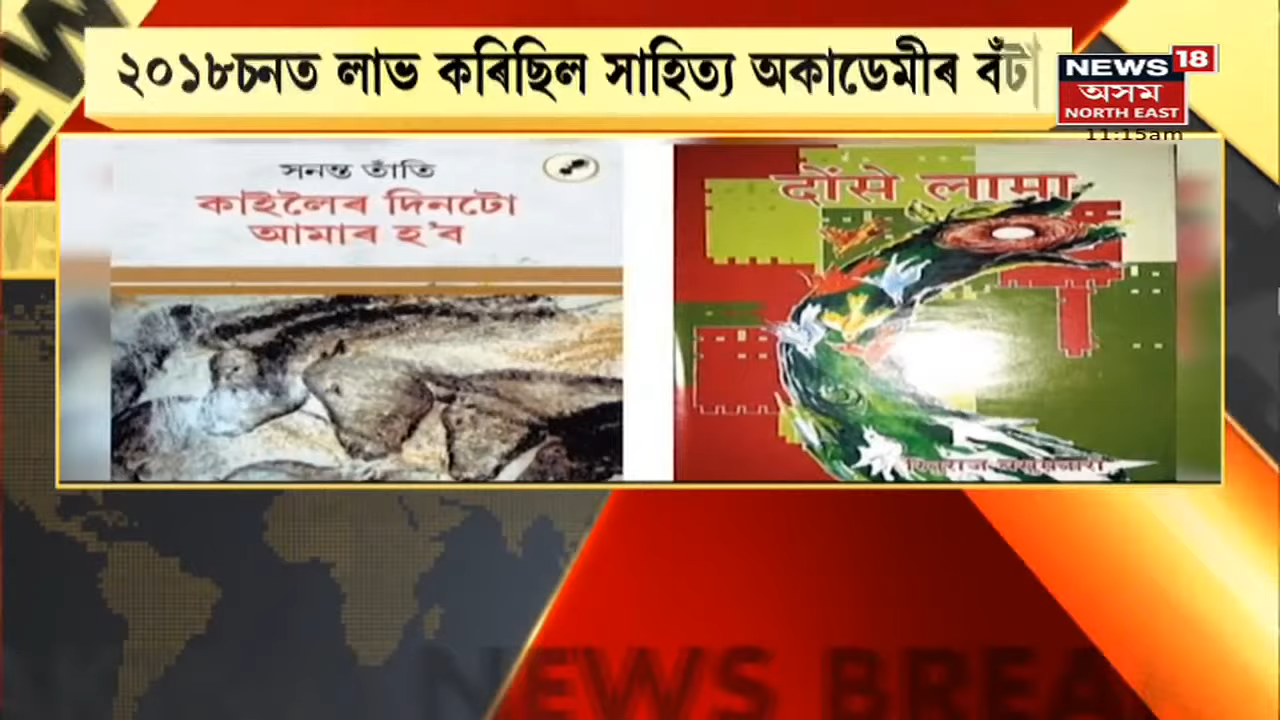 ২০১৮চনত লাভ কৰিছিল সাহিত্য অকাডেমীৰ বঁটা
NEWS 18
অসম
NORTH EAST
11:15am
সনন্ত তাঁতি
কাইলৈৰ দিনটো
আমাৰ হ'ব
दोंसे लामा
NEWS BREA